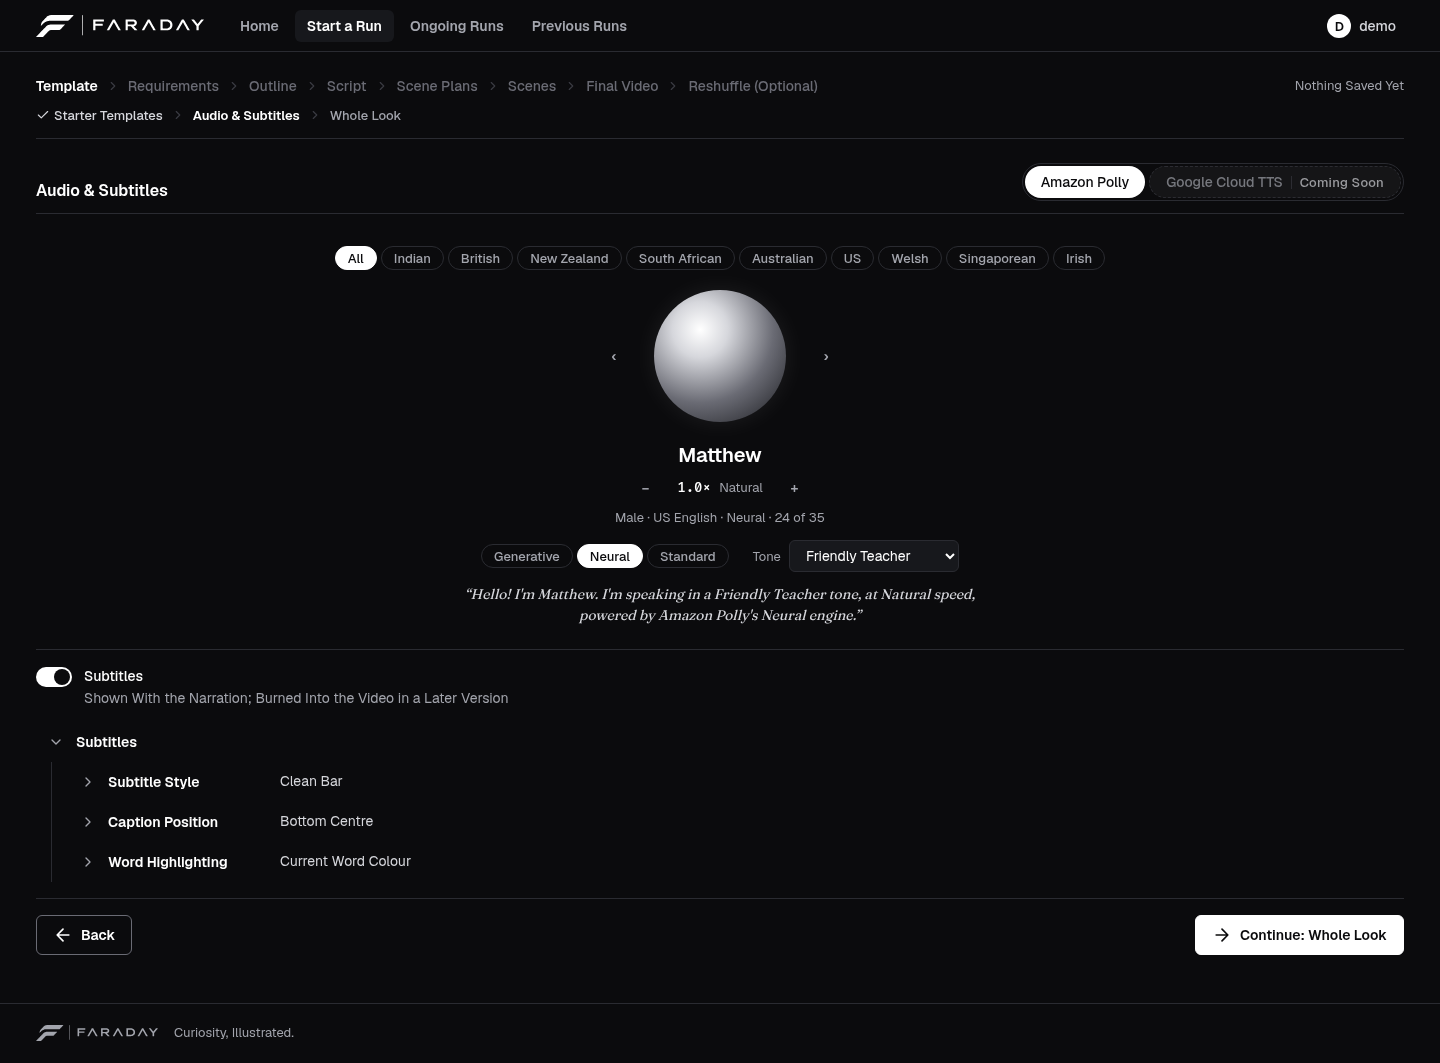 FARADAY Home Start a Run Ongoing Runs Previous Runs D demo
Template Requirements Outline Script Scene Plans Scenes Final Video Reshuffle (Optional) Nothing Saved Yet
Starter Templates Audio & Subtitles Whole Look
Audio & Subtitles Amazon Polly Google Cloud TTS Coming Soon
All Indian British New Zealand South African Australian US Welsh Singaporean Irish
‹ ›
Matthew
− 1.0× Natural +
Male · US English · Neural · 24 of 35
Generative Neural Standard Tone Friendly Teacher
“Hello! I'm Matthew. I'm speaking in a Friendly Teacher tone, at Natural speed,
powered by Amazon Polly's Neural engine.”
Subtitles
Shown With the Narration; Burned Into the Video in a Later Version
Subtitles
Subtitle Style Clean Bar
Caption Position Bottom Centre
Word Highlighting Current Word Colour
Back Continue: Whole Look
FARADAY Curiosity, Illustrated.